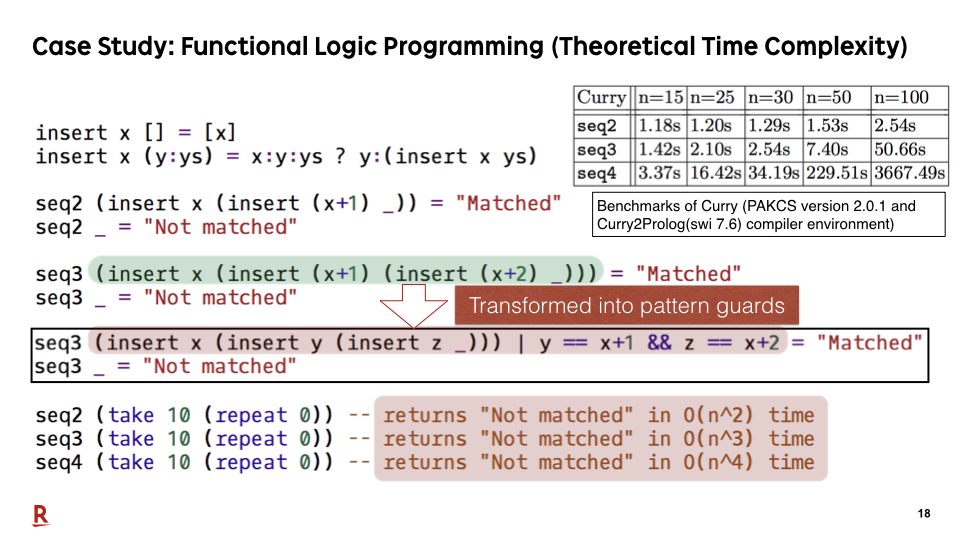 Case Study: Functional Logic Programming (Theoretical Time Complexity)
Curry n=15 n=25 n=30 n=50 n=100
seq2 1.18s 1.20s 1.29s 1.53s 2.54s
seq3 1.42s 2.10s 2.54s 7.40s 50.66s
seq4 3.37s 16.42s 34.19s 229.51s 3667.49s
Benchmarks of Curry (PAKCS version 2.0.1 and
Curry2Prolog(swi 7.6) compiler environment)
insert x [] = [x]
insert x (y:ys) = x:y:ys ? y:(insert x ys)
seq2 (insert x (insert (x+1) _)) = "Matched"
seq2 _ = "Not matched"
seq3 (insert x (insert (x+1) (insert (x+2) _))) = "Matched"
seq3 _ = "Not matched"
Transformed into pattern guards
seq3 (insert x (insert y (insert z _))) | y == x+1 && z == x+2 = "Matched"
seq3 _ = "Not matched"
seq2 (take 10 (repeat 0)) -- returns "Not matched" in O(n^2) time
seq3 (take 10 (repeat 0)) -- returns "Not matched" in O(n^3) time
seq4 (take 10 (repeat 0)) -- returns "Not matched" in O(n^4) time
R
18